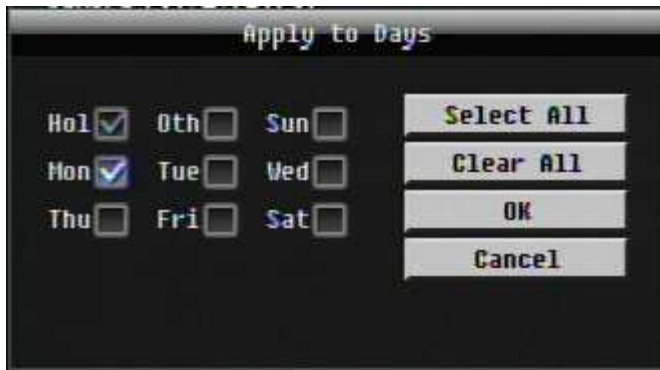 Apply to Days
Hol Oth Sun Select All
Mon Tue Wed Clear All
Thu Fri Sat OK
Cancel